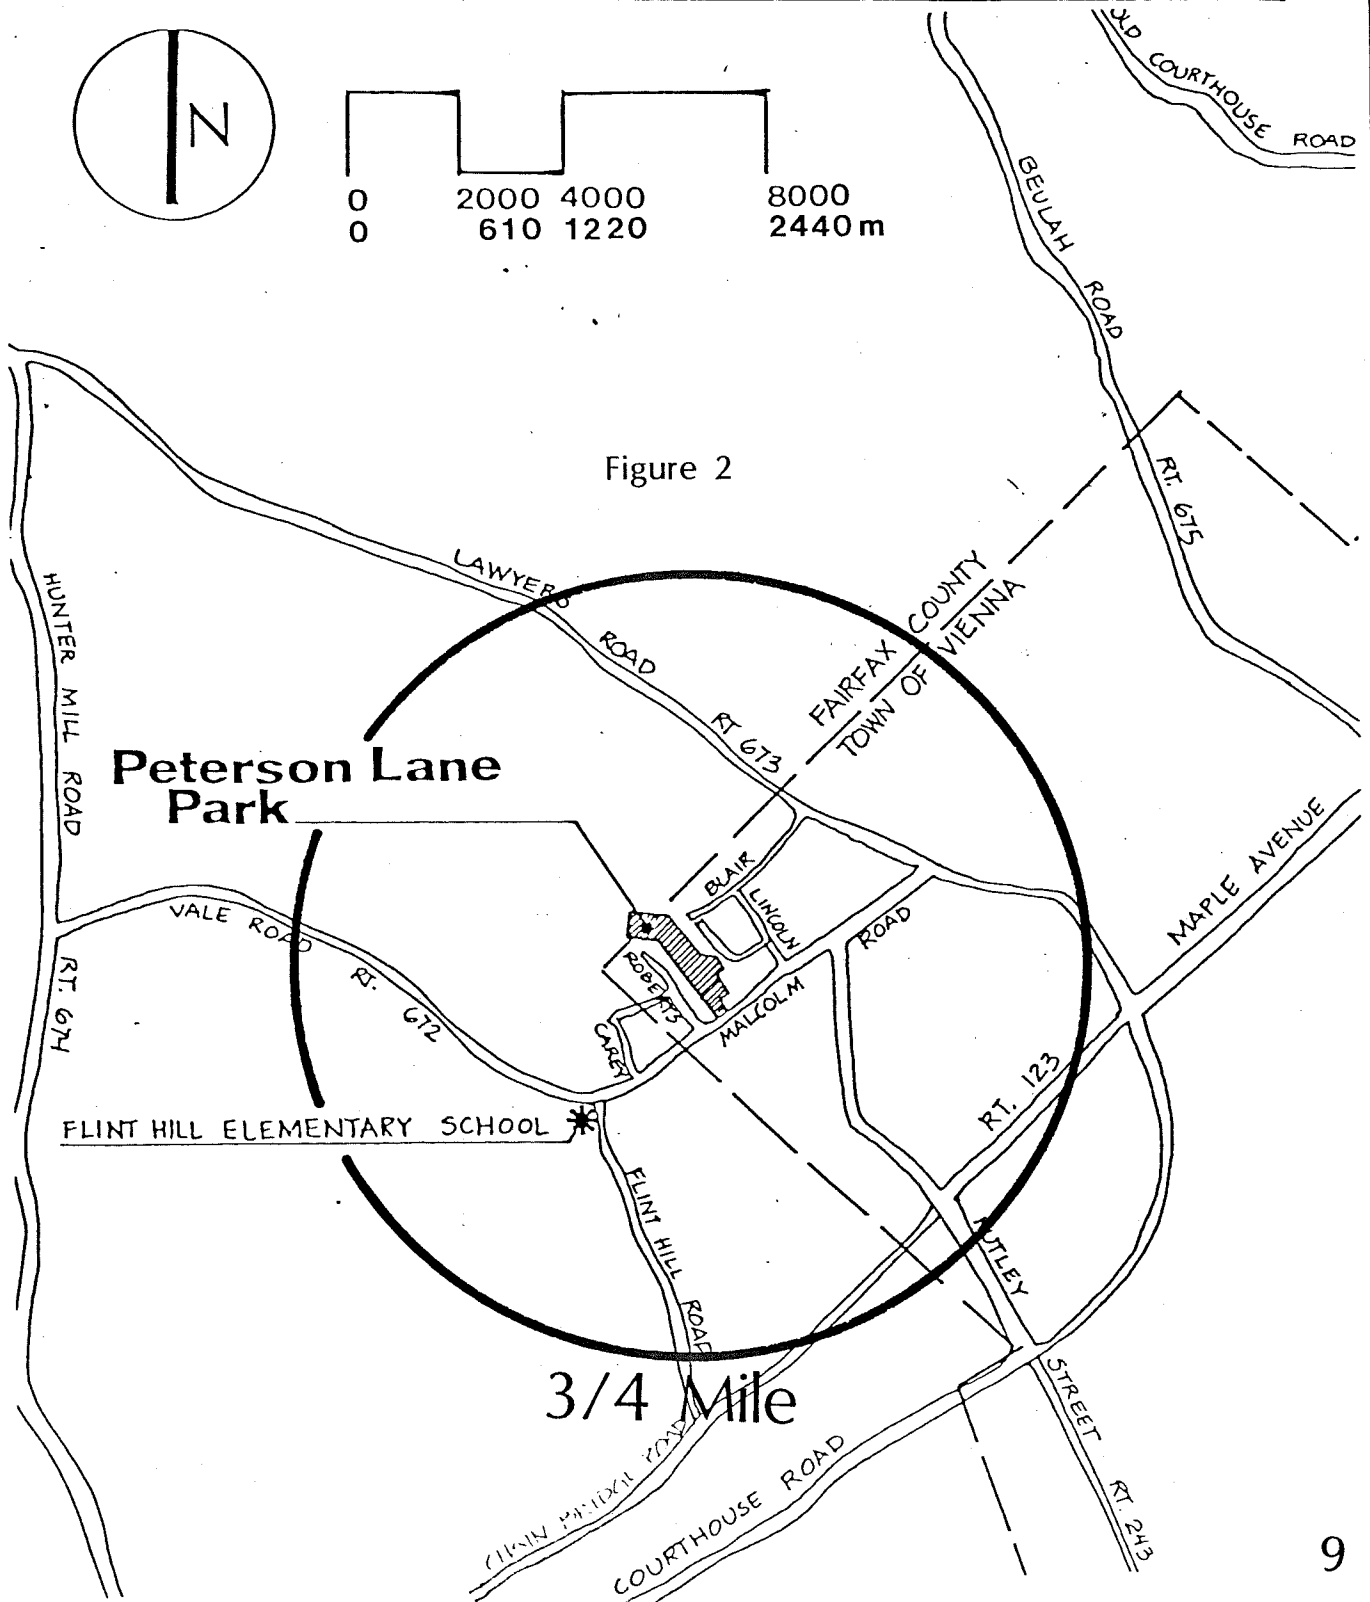 N
0 2000 4000 8000
0 610 1220 2440m
OLD COURTHOUSE ROAD
BEULAH ROAD
RT. 675
Figure 2
LAWYERS ROAD
RT 673
FAIRFAX COUNTY
TOWN OF VIENNA
HUNTER MILL ROAD
RT. 674
Peterson Lane
Park
MAPLE AVENUE
BLAIR
LINCOLN
ROAD
VALE ROAD RT. 672
ROBERTS
MALCOLM
CAREY
RT. 123
FLINT HILL ELEMENTARY SCHOOL
FLINT HILL ROAD
NUTLEY
STREET
RT. 243
3/4 Mile
ROAD
COURTHOUSE ROAD
9